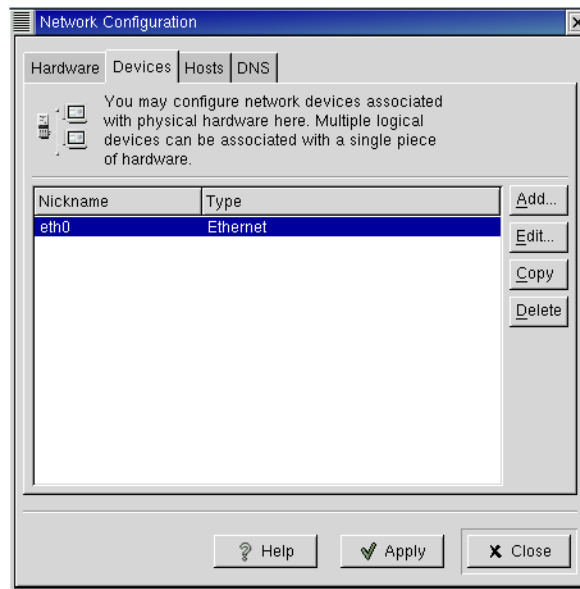 Network Configuration
Hardware Devices Hosts DNS
You may configure network devices associated
with physical hardware here. Multiple logical
devices can be associated with a single piece
of hardware.
Nickname Type
eth0 Ethernet
Add...
Edit...
Copy
Delete
Help Apply Close